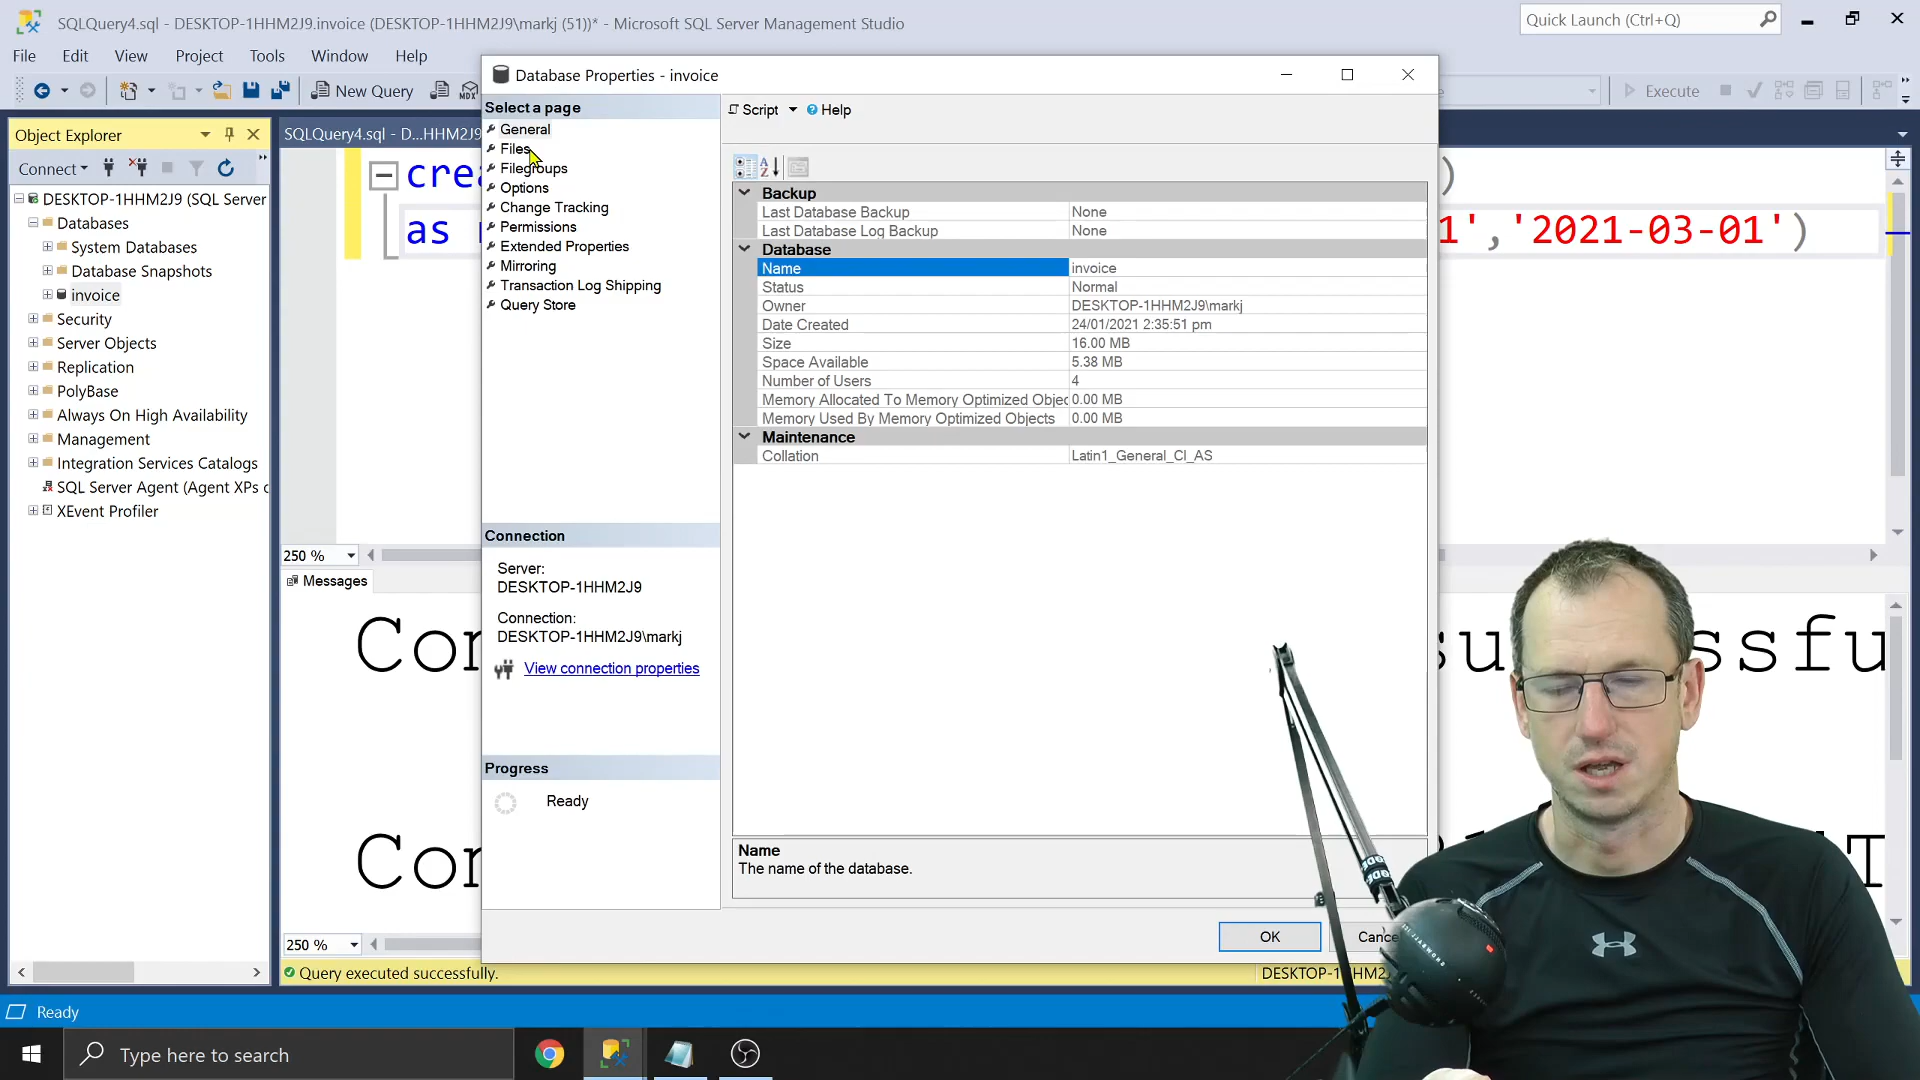 SQLQuery4.sql - DESKTOP-1HHM2J9.invoice (DESKTOP-1HHM2J9\markj (51))* - Microsoft SQL Server Management Studio
Quick Launch (Ctrl+Q)
File Edit View Project Tools Window Help
New Query
MDX
Execute
Object Explorer
Connect
DESKTOP-1HHM2J9 (SQL Server
Databases
System Databases
Database Snapshots
invoice
Security
Server Objects
Replication
PolyBase
Always On High Availability
Management
Integration Services Catalogs
SQL Server Agent (Agent XPs
XEvent Profiler
SQLQuery4.sql - D...HHM2J9
crea
)
as
1','2021-03-01')
250 %
Messages
Com
successfu
Com
250 %
Query executed successfully.
DESKTOP-1HHM2J
Database Properties - invoice
Select a page
General
Files
Filegroups
Options
Change Tracking
Permissions
Extended Properties
Mirroring
Transaction Log Shipping
Query Store
Connection
Server:
DESKTOP-1HHM2J9
Connection:
DESKTOP-1HHM2J9\markj
View connection properties
Progress
Ready
Script Help
Backup
Last Database Backup None
Last Database Log Backup None
Database
Name invoice
Status Normal
Owner DESKTOP-1HHM2J9\markj
Date Created 24/01/2021 2:35:51 pm
Size 16.00 MB
Space Available 5.38 MB
Number of Users 4
Memory Allocated To Memory Optimized Objec 0.00 MB
Memory Used By Memory Optimized Objects 0.00 MB
Maintenance
Collation Latin1_General_CI_AS
Name
The name of the database.
OK
Cance
Ready
Type here to search